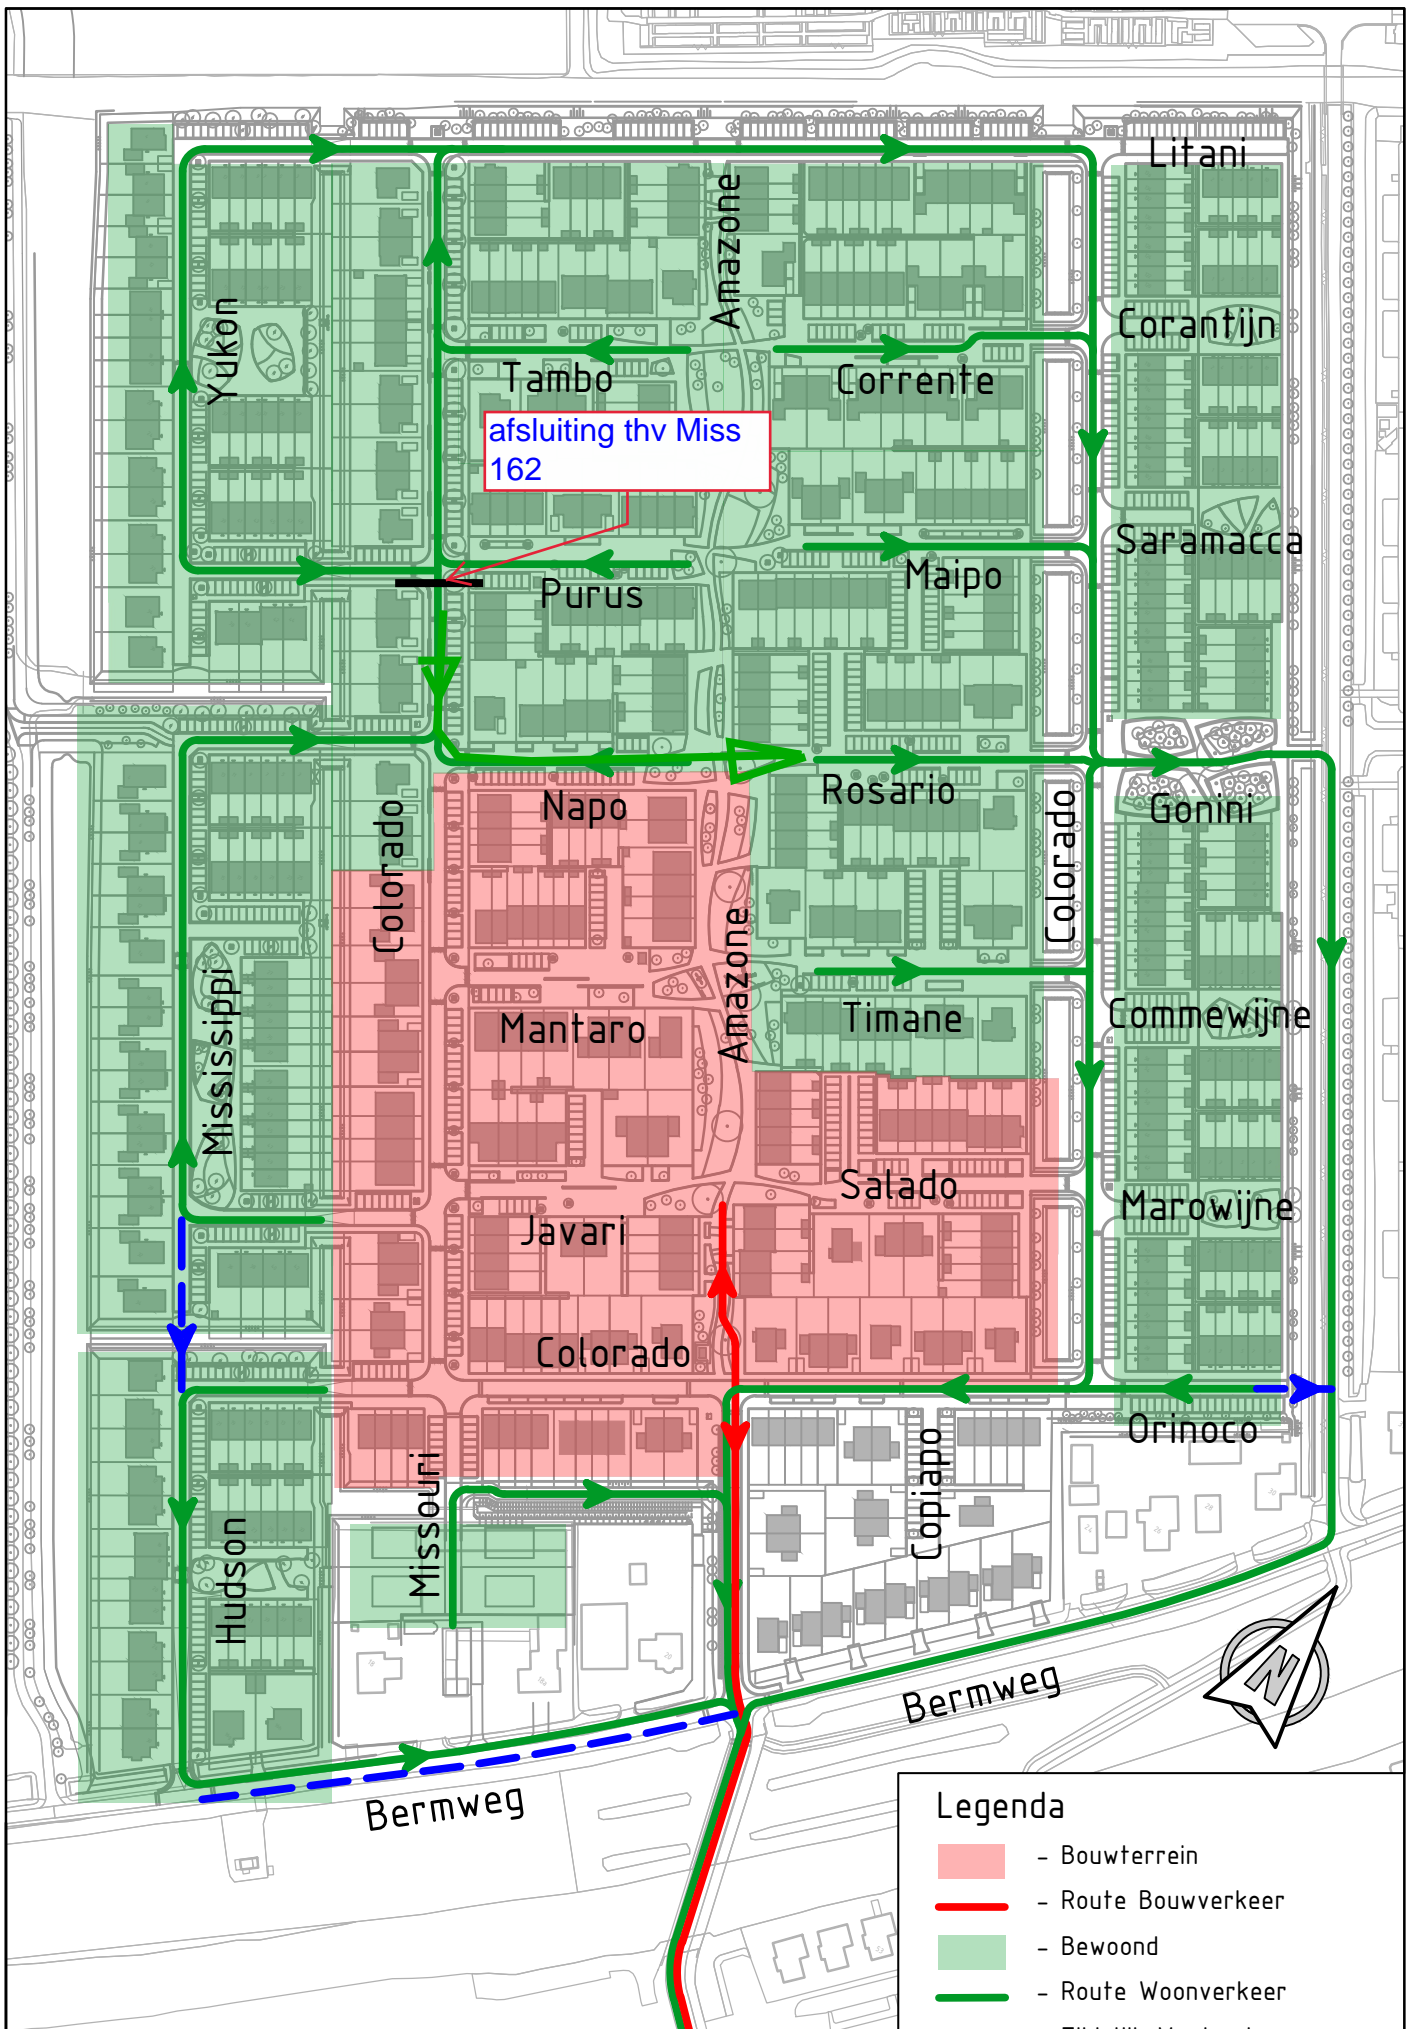 Litani
Amazone
Yukon
Corantijn
Tambo
Corrente
afsluiting thv Miss
162
Saramacca
Purus
Maipo
Napo
Rosario
Gonini
Colorado
Colorado
Amazone
Mississippi
Mantaro
Timane
Commewijne
Salado
Marowijne
Javari
Colorado
Orinoco
Missouri
Copiapo
Hudson
Bermweg
Bermweg
N
Legenda
- Bouwterrein
- Route Bouwverkeer
- Bewoond
- Route Woonverkeer